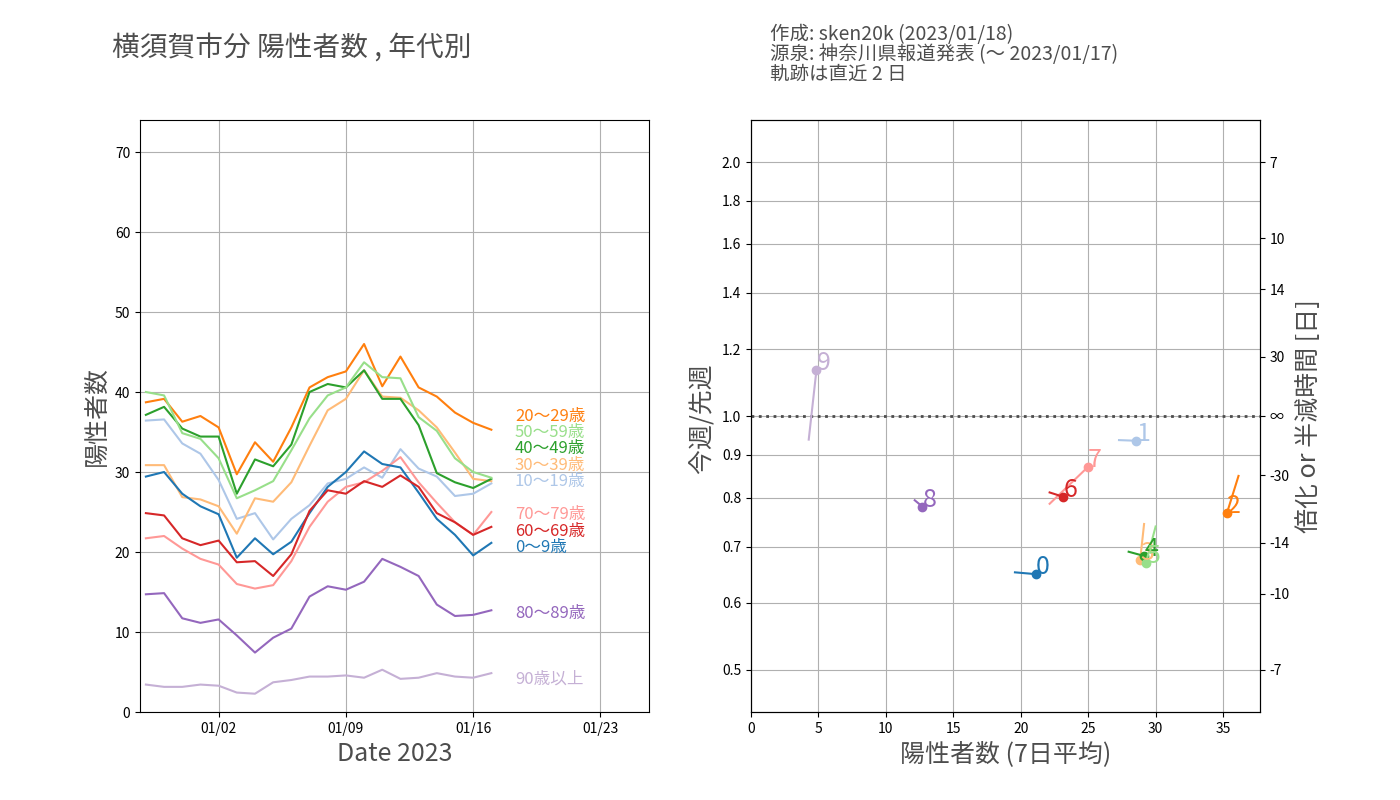 横須賀市分 陽性者数 , 年代別
作成: sken20k (2023/01/18)
源泉: 神奈川県報道発表 (〜 2023/01/17)
軌跡は直近 2 日
陽性者数
70
60
50
40
30
20
10
0
01/02
01/09
01/16
01/23
Date 2023
20〜29歳
50〜59歳
40〜49歳
30〜39歳
10〜19歳
70〜79歳
60〜69歳
0〜9歳
80〜89歳
90歳以上
今週/先週
2.0
1.8
1.6
1.4
1.2
1.0
0.9
0.8
0.7
0.6
0.5
0
5
10
15
20
25
30
35
陽性者数 (7日平均)
9
1
7
6
8
2
3
4
5
0
7
10
14
30
∞
-30
-14
-10
-7
倍化 or 半減時間 [日]